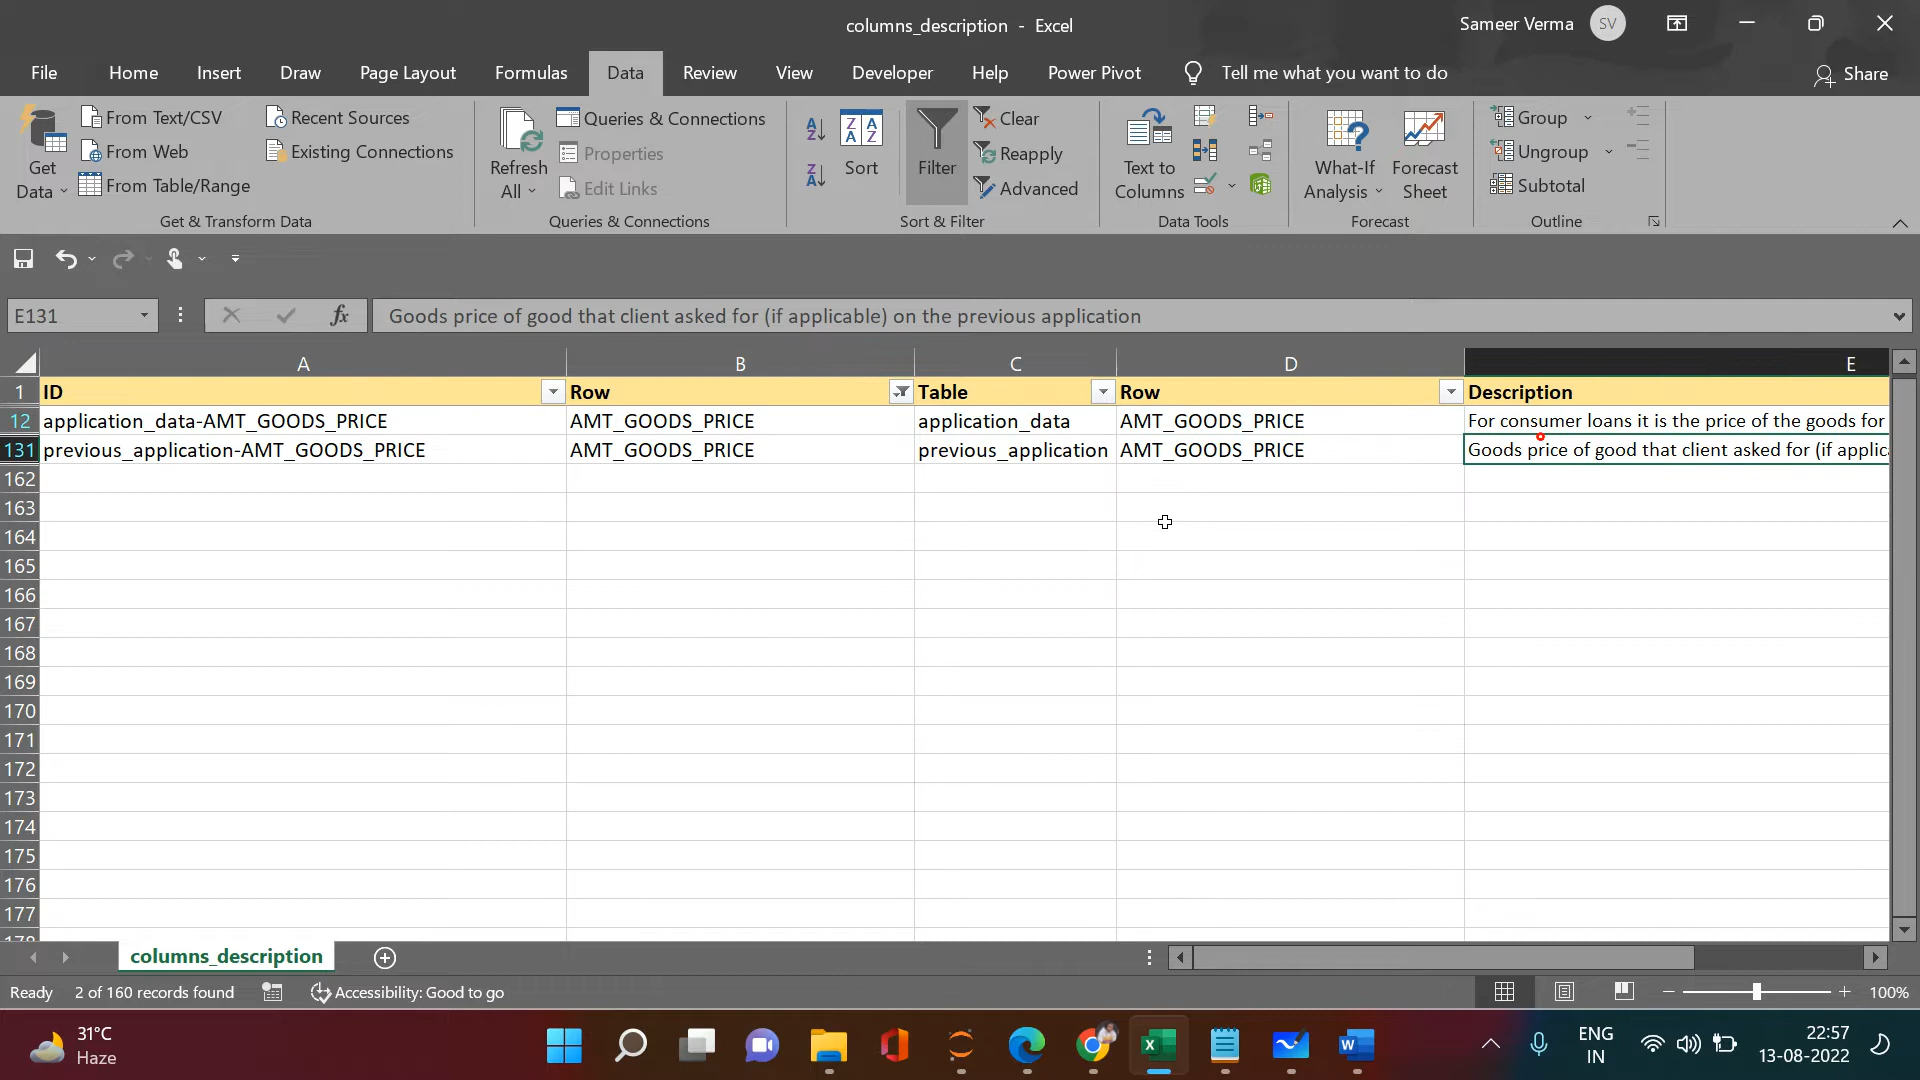 columns_description - Excel
Sameer Verma SV
File Home Insert Draw Page Layout Formulas Data Review View Developer Help Power Pivot Tell me what you want to do Share
Get Data
From Text/CSV
From Web
From Table/Range
Recent Sources
Existing Connections
Get & Transform Data
Refresh All
Queries & Connections
Properties
Edit Links
Queries & Connections
Sort
Filter
Clear
Reapply
Advanced
Sort & Filter
Text to Columns
Data Tools
What-If Analysis
Forecast Sheet
Forecast
Group
Ungroup
Subtotal
Outline
E131 fx Goods price of good that client asked for (if applicable) on the previous application
A B C D E
1 ID Row Table Row Description
12 application_data-AMT_GOODS_PRICE AMT_GOODS_PRICE application_data AMT_GOODS_PRICE For consumer loans it is the price of the goods for
131 previous_application-AMT_GOODS_PRICE AMT_GOODS_PRICE previous_application AMT_GOODS_PRICE Goods price of good that client asked for (if applic
162
163
164
165
166
167
168
169
170
171
172
173
174
175
176
177
columns_description
Ready 2 of 160 records found Accessibility: Good to go 100%
31°C
Haze
ENG
IN
22:57
13-08-2022